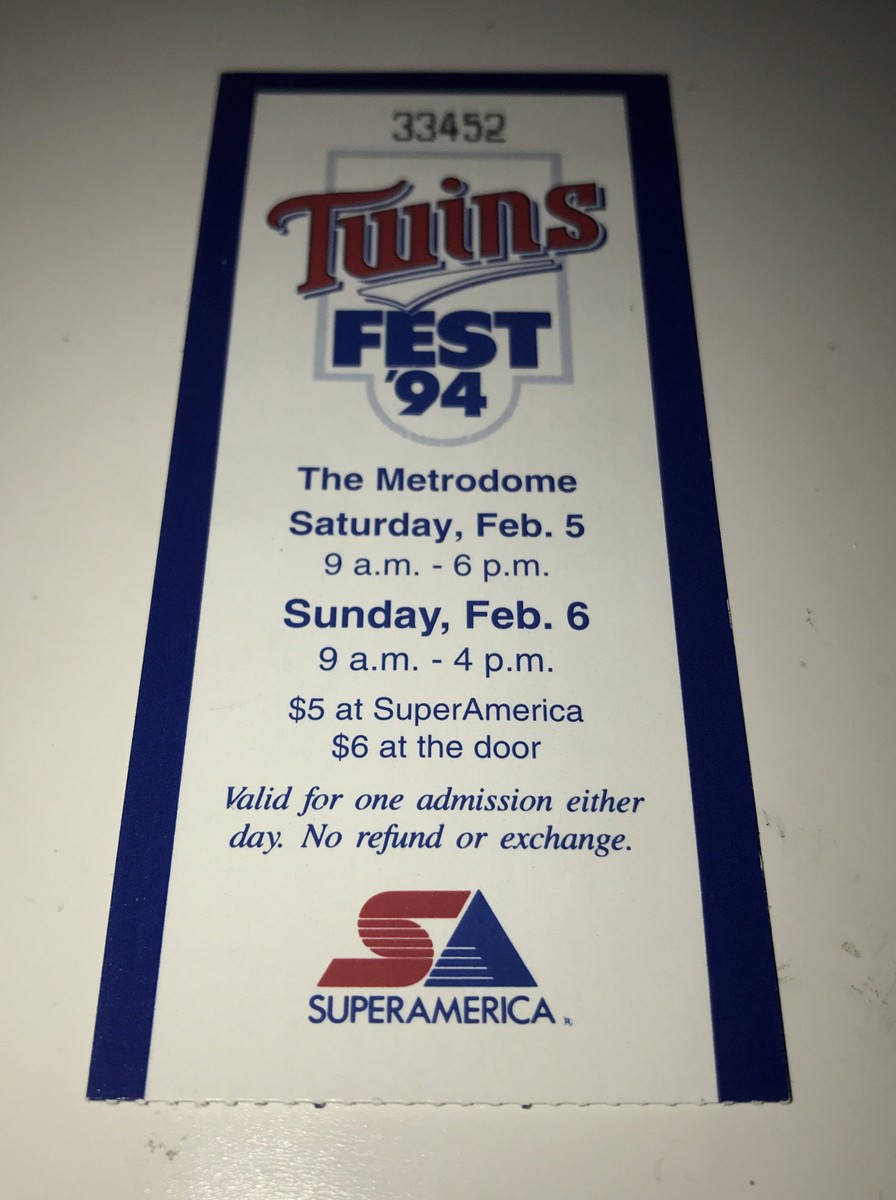 33452
Twins
FEST
'94
The Metrodome
Saturday, Feb. 5
9 a.m. - 6 p.m.
Sunday, Feb. 6
9 a.m. - 4 p.m.
$5 at SuperAmerica
$6 at the door
Valid for one admission either
day. No refund or exchange.
SA
SUPERAMERICA®